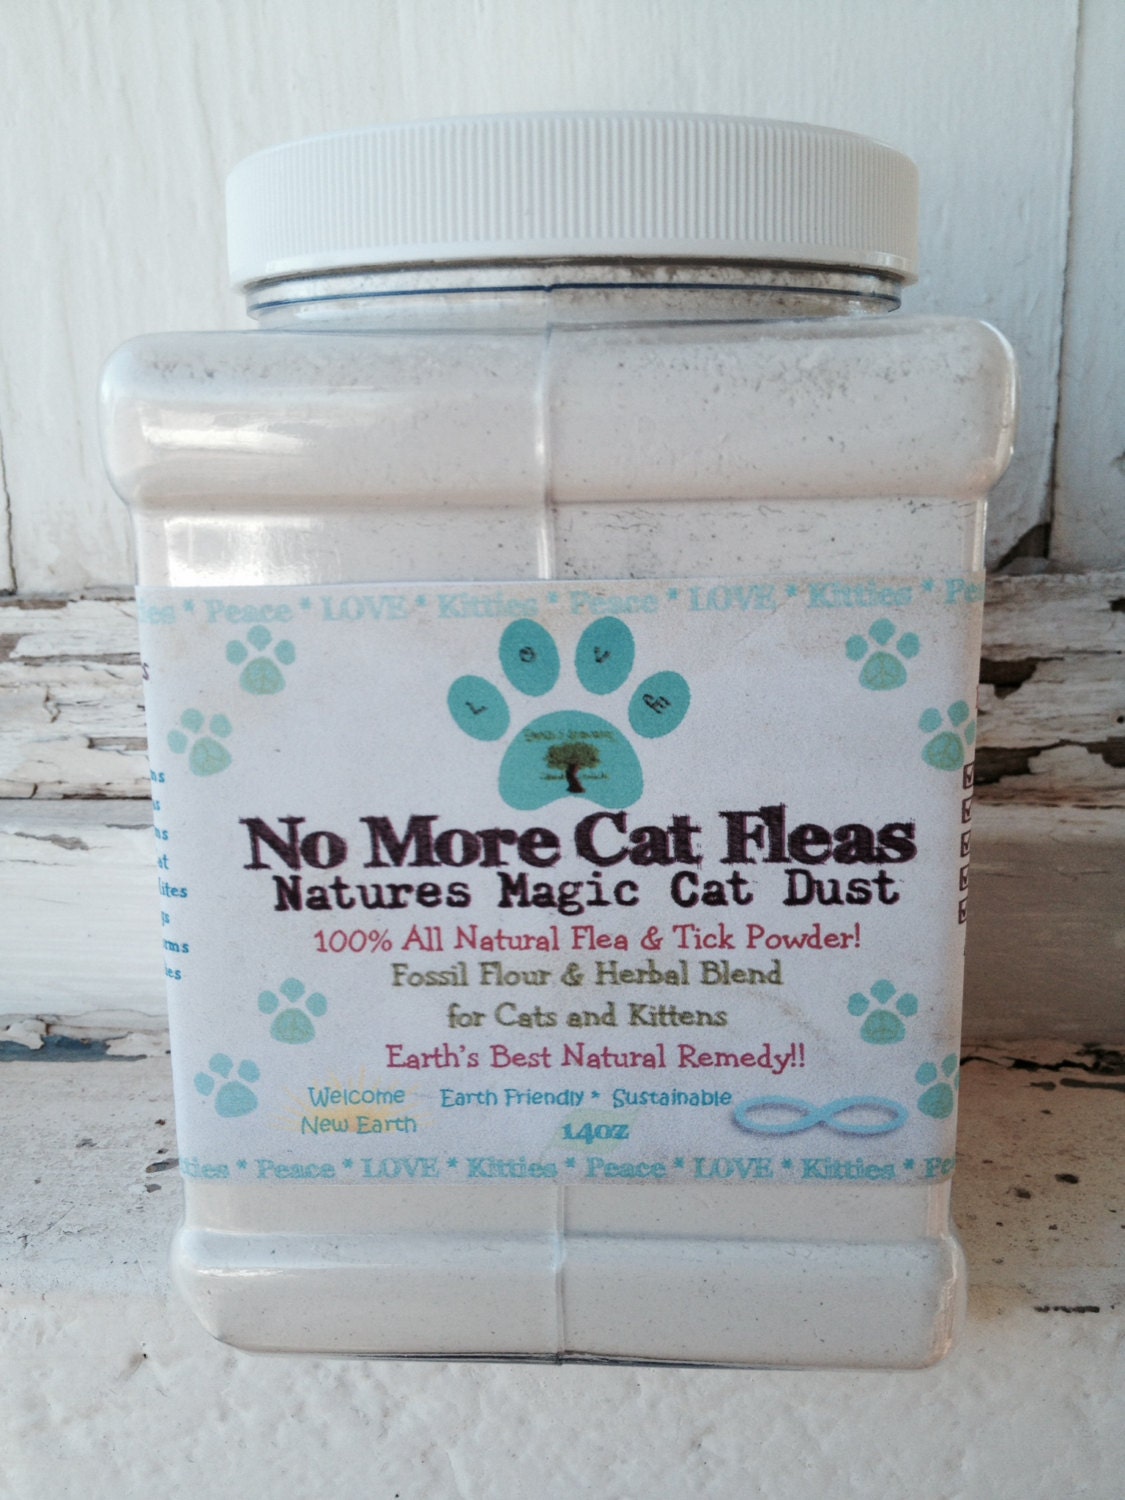 * Peace * LOVE * Kitties * Peace * LOVE * Kitties *
L O V E
No More Cat Fleas
Natures Magic Cat Dust
100% All Natural Flea & Tick Powder!
Fossil Flour & Herbal Blend
for Cats and Kittens
Earth's Best Natural Remedy!!
Welcome
New Earth
Earth Friendly * Sustainable
14oz
* Peace * LOVE * Kitties * Peace * LOVE * Kitties *